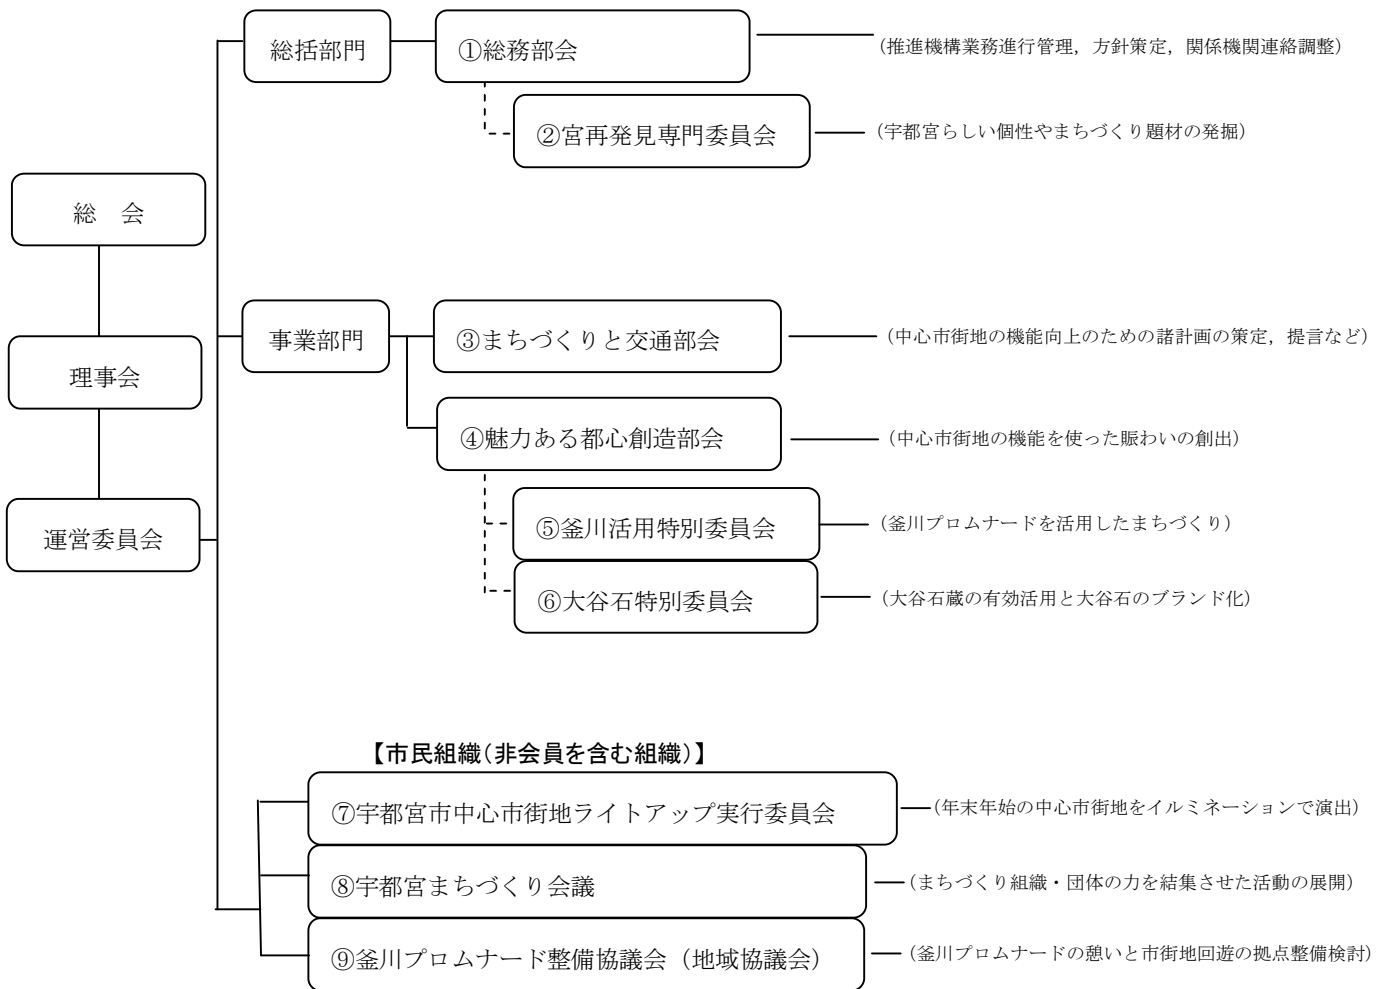 総括部門
①総務部会
(推進機構業務進行管理，方針策定，関係機関連絡調整)
②宮再発見専門委員会
(宇都宮らしい個性やまちづくり題材の発掘)
総　会
理事会
運営委員会
事業部門
③まちづくりと交通部会
(中心市街地の機能向上のための諸計画の策定，提言など)
④魅力ある都心創造部会
(中心市街地の機能を使った賑わいの創出)
⑤釜川活用特別委員会
(釜川プロムナードを活用したまちづくり)
⑥大谷石特別委員会
(大谷石蔵の有効活用と大谷石のブランド化)
【市民組織(非会員を含む組織)】
⑦宇都宮市中心市街地ライトアップ実行委員会
(年末年始の中心市街地をイルミネーションで演出)
⑧宇都宮まちづくり会議
(まちづくり組織・団体の力を結集させた活動の展開)
⑨釜川プロムナード整備協議会（地域協議会）
(釜川プロムナードの憩いと市街地回遊の拠点整備検討)